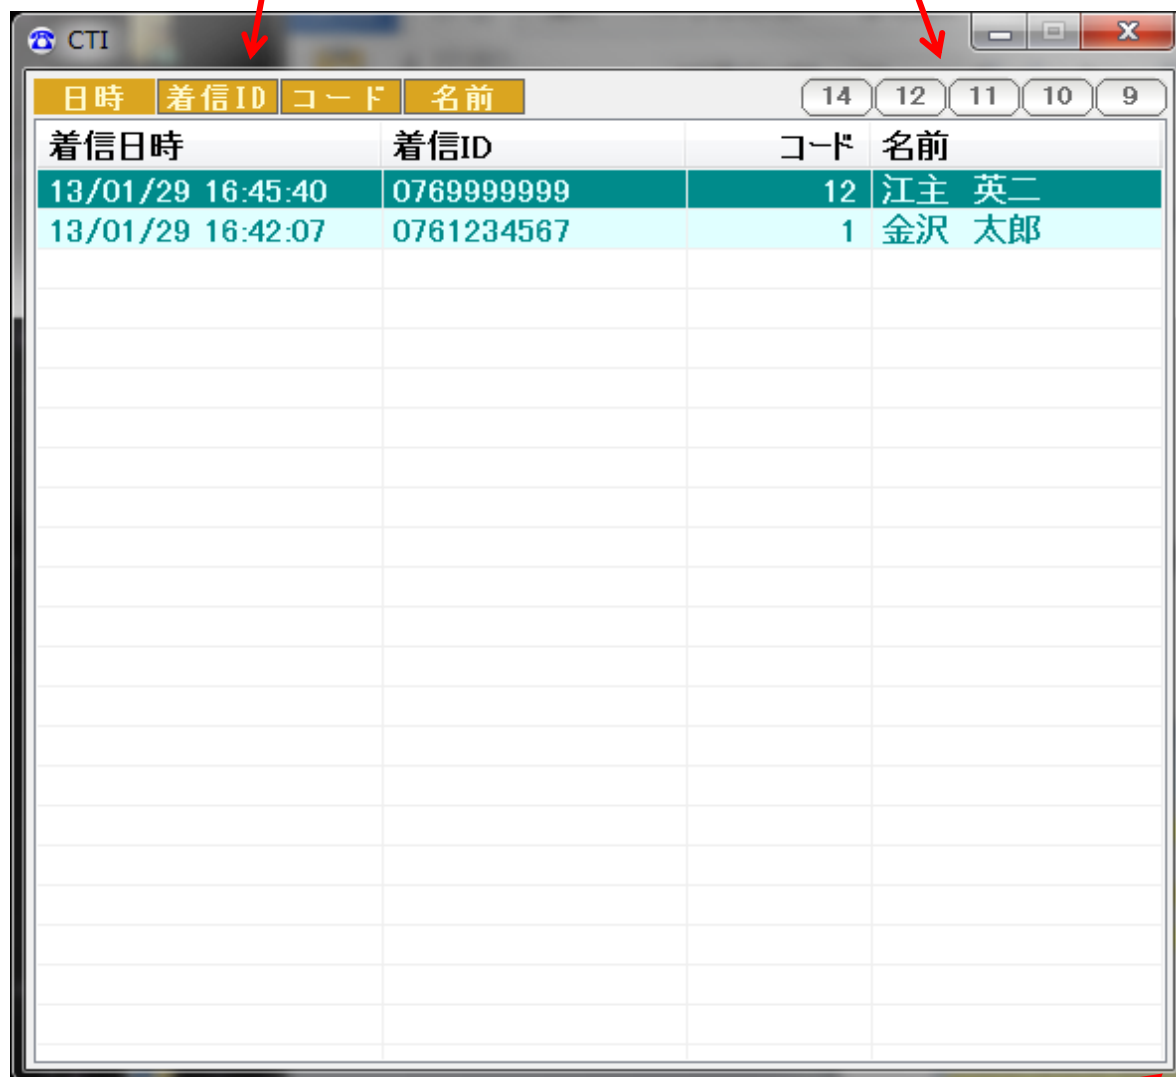 CTI
日時 着信ID コード 名前 14 12 11 10 9
着信日時 着信ID コード 名前
13/01/29 16:45:40 0769999999 12 江主 英二
13/01/29 16:42:07 0761234567 1 金沢 太郎